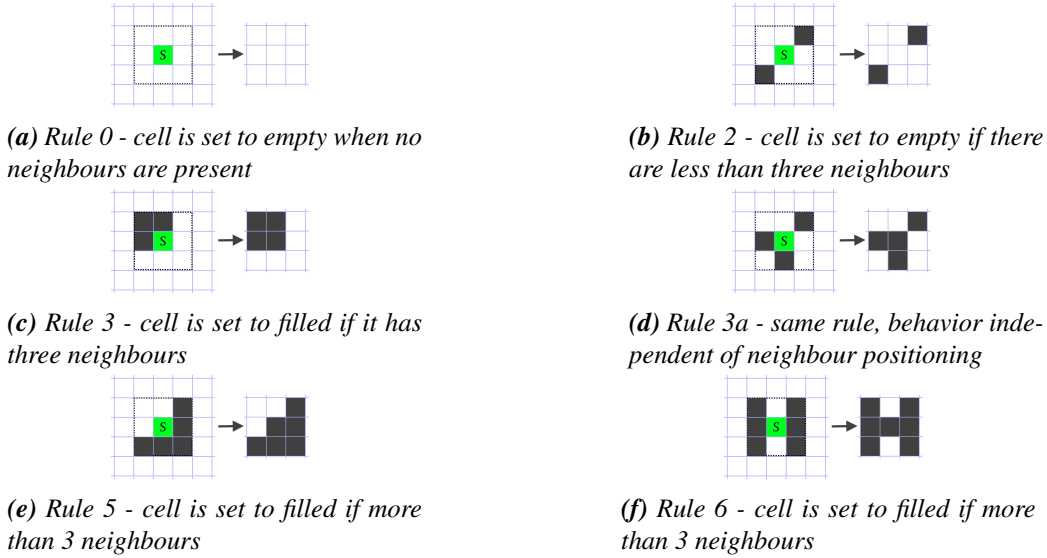 S
S
(a) Rule 0 - cell is set to empty when no
neighbours are present
(b) Rule 2 - cell is set to empty if there
are less than three neighbours
S
S
(c) Rule 3 - cell is set to filled if it has
three neighbours
(d) Rule 3a - same rule, behavior inde-
pendent of neighbour positioning
S
S
(e) Rule 5 - cell is set to filled if more
than 3 neighbours
(f) Rule 6 - cell is set to filled if more
than 3 neighbours